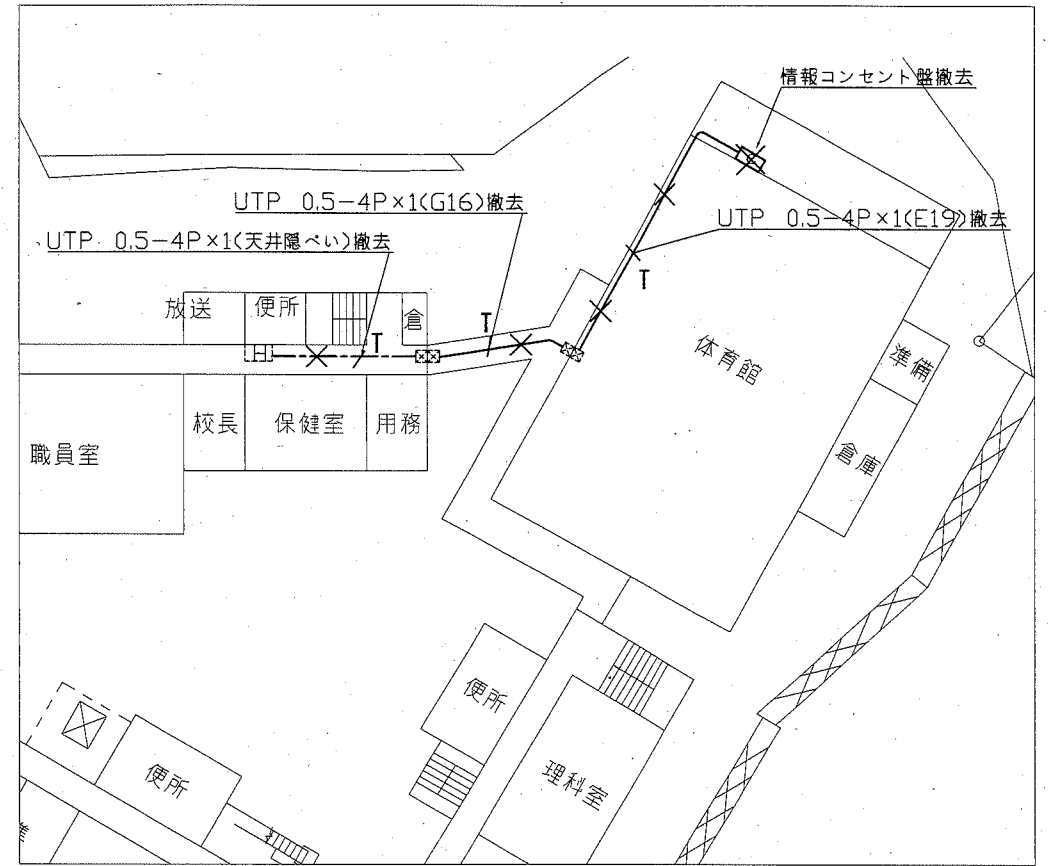 情報コンセント盤撤去
UTP 0.5-4P×1(G16)撤去
UTP 0.5-4P×1(E19)撤去
UTP 0.5-4P×1(天井隠ぺい)撤去
放送
便所
倉
T
T
T
H
体育館
準備
校長
保健室
用務
職員室
倉庫
便所
理科室
便所